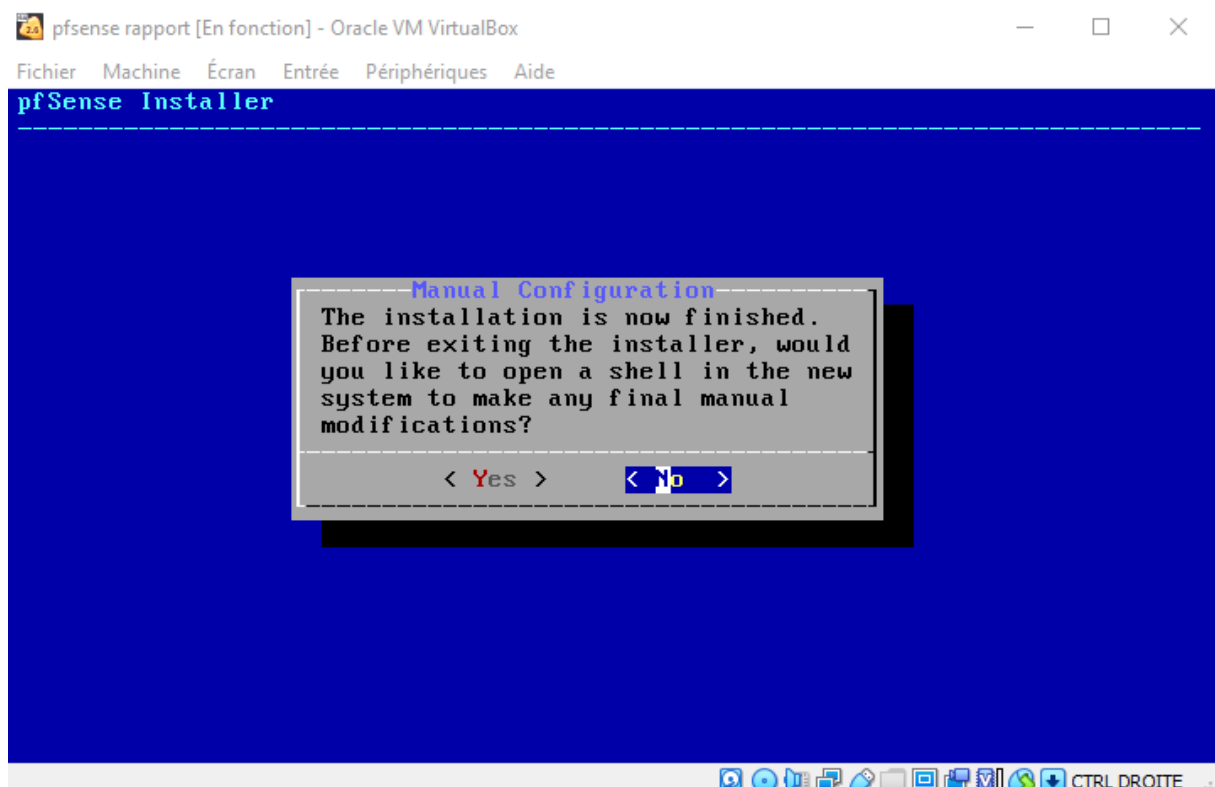 pfsense rapport [En fonction] - Oracle VM VirtualBox
Fichier Machine Écran Entrée Périphériques Aide
pfSense Installer
Manual Configuration
The installation is now finished.
Before exiting the installer, would
you like to open a shell in the new
system to make any final manual
modifications?
< Yes > < No >
CTRL DROITE